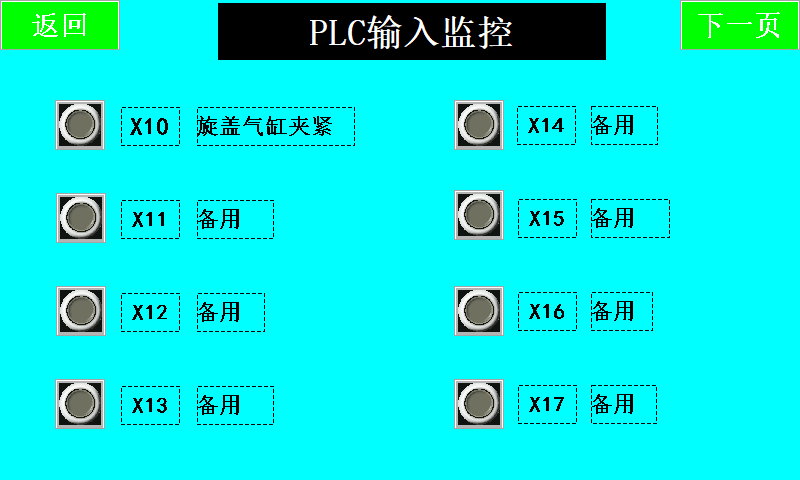 返回
PLC输入监控
下一页
X10 旋盖气缸夹紧
X14 备用
X11 备用
X15 备用
X12 备用
X16 备用
X13 备用
X17 备用